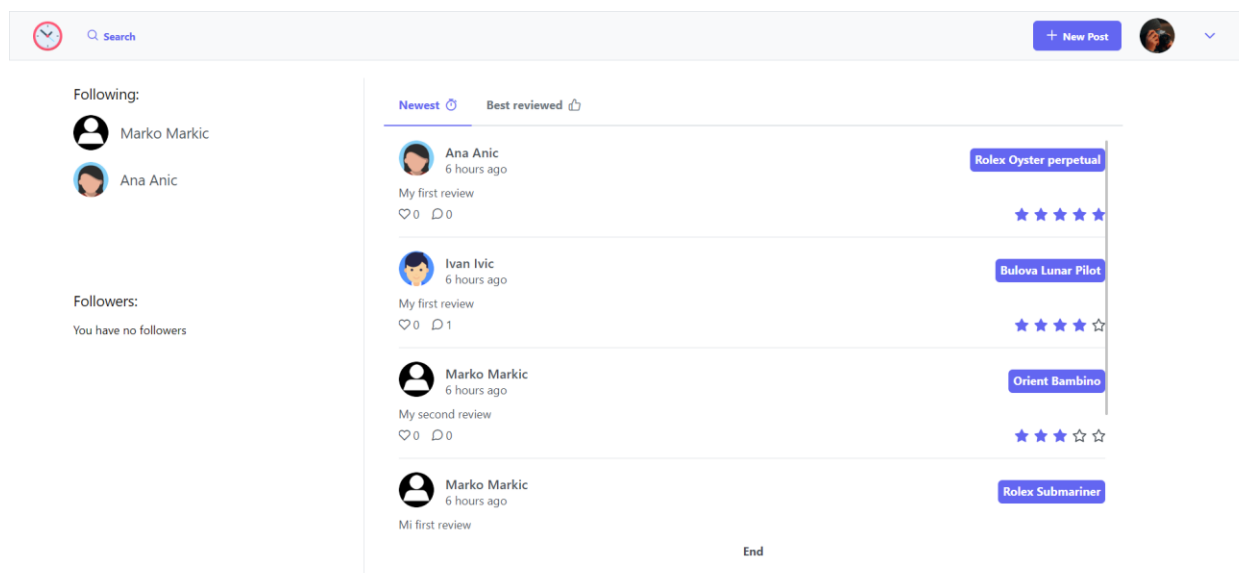 Search
+ New Post
Following:
Marko Markic
Ana Anic
Followers:
You have no followers
Newest
Best reviewed
Ana Anic
6 hours ago
Rolex Oyster perpetual
My first review
0 0
Ivan Ivic
6 hours ago
Bulova Lunar Pilot
My first review
0 1
Marko Markic
6 hours ago
Orient Bambino
My second review
0 0
Marko Markic
6 hours ago
Rolex Submariner
Mi first review
End